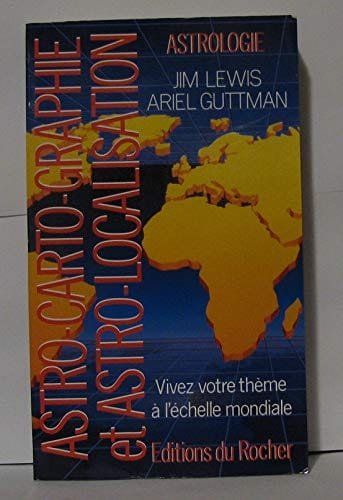 ASTRO-CARTO-GRAPHIE
et ASTRO-LOCALISATION
ASTROLOGIE
JIM LEWIS
ARIEL GUTTMAN
Vivez votre thème
à l'échelle mondiale
Editions du Rocher